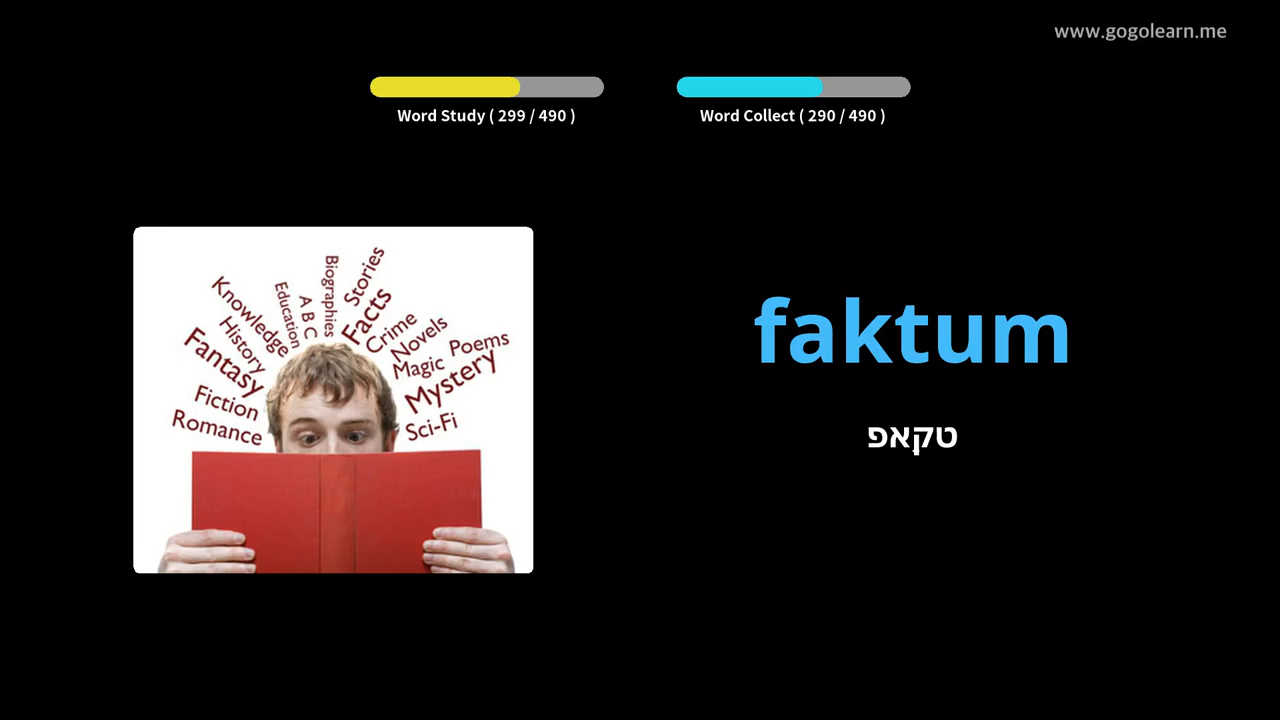 www.gogolearn.me
Word Study ( 299 / 490 )
Word Collect ( 290 / 490 )
Biographies
Stories
Education
A B C
Facts
Knowledge
Crime
History
Novels
Poems
Fantasy
Magic
Mystery
Fiction
Romance
Sci-Fi
faktum
טקאפ